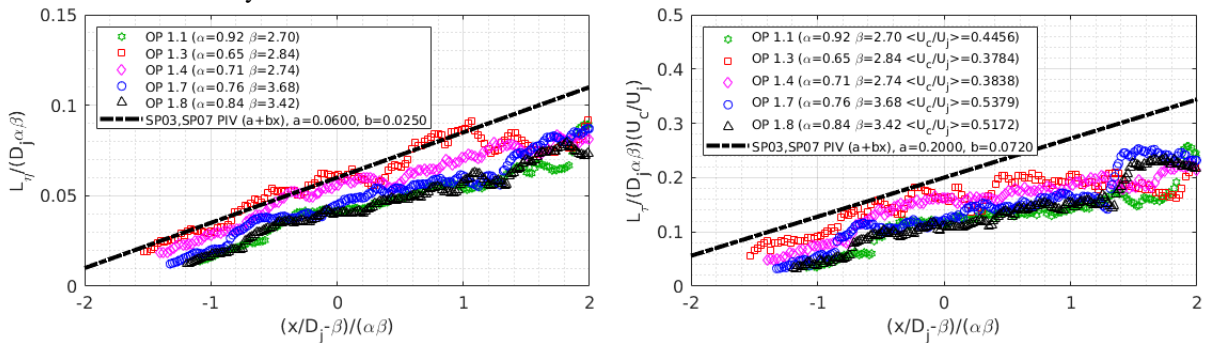 0.15
0.1
0.05
0
L_η/(D_jαβ)
OP 1.1 (α=0.92 β=2.70)
OP 1.3 (α=0.65 β=2.84)
OP 1.4 (α=0.71 β=2.74)
OP 1.7 (α=0.76 β=3.68)
OP 1.8 (α=0.84 β=3.42)
SP03,SP07 PIV (a+bx), a=0.0600, b=0.0250
-2 -1 0 1 2
(x/D_j-β)/(αβ)
0.5
0.4
0.3
0.2
0.1
0
L_τ/(D_jαβ)(U_c/U_j)
OP 1.1 (α=0.92 β=2.70 <U_c/U_j>=0.4456)
OP 1.3 (α=0.65 β=2.84 <U_c/U_j>=0.3784)
OP 1.4 (α=0.71 β=2.74 <U_c/U_j>=0.3838)
OP 1.7 (α=0.76 β=3.68 <U_c/U_j>=0.5379)
OP 1.8 (α=0.84 β=3.42 <U_c/U_j>=0.5172)
SP03,SP07 PIV (a+bx), a=0.2000, b=0.0720
-2 -1 0 1 2
(x/D_j-β)/(αβ)